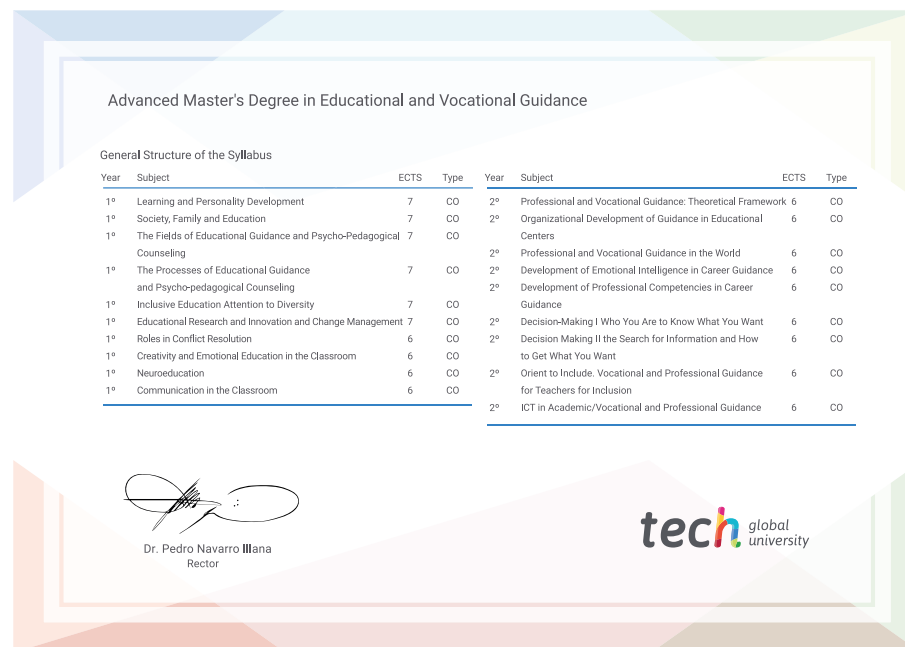 Advanced Master's Degree in Educational and Vocational Guidance
General Structure of the Syllabus
Year Subject ECTS Type
1º Learning and Personality Development 7 CO
1º Society, Family and Education 7 CO
1º The Fields of Educational Guidance and Psycho-Pedagogical 7 CO
Counseling
1º The Processes of Educational Guidance 7 CO
and Psycho-pedagogical Counseling
1º Inclusive Education Attention to Diversity 7 CO
1º Educational Research and Innovation and Change Management 7 CO
1º Roles in Conflict Resolution 6 CO
1º Creativity and Emotional Education in the Classroom 6 CO
1º Neuroeducation 6 CO
1º Communication in the Classroom 6 CO
Year Subject ECTS Type
2º Professional and Vocational Guidance: Theoretical Framework 6 CO
2º Organizational Development of Guidance in Educational 6 CO
Centers
2º Professional and Vocational Guidance in the World 6 CO
2º Development of Emotional Intelligence in Career Guidance 6 CO
2º Development of Professional Competencies in Career 6 CO
Guidance
2º Decision-Making I Who You Are to Know What You Want 6 CO
2º Decision Making II the Search for Information and How 6 CO
to Get What You Want
2º Orient to Include. Vocational and Professional Guidance 6 CO
for Teachers for Inclusion
2º ICT in Academic/Vocational and Professional Guidance 6 CO
Dr. Pedro Navarro Illana
Rector
tech global
university